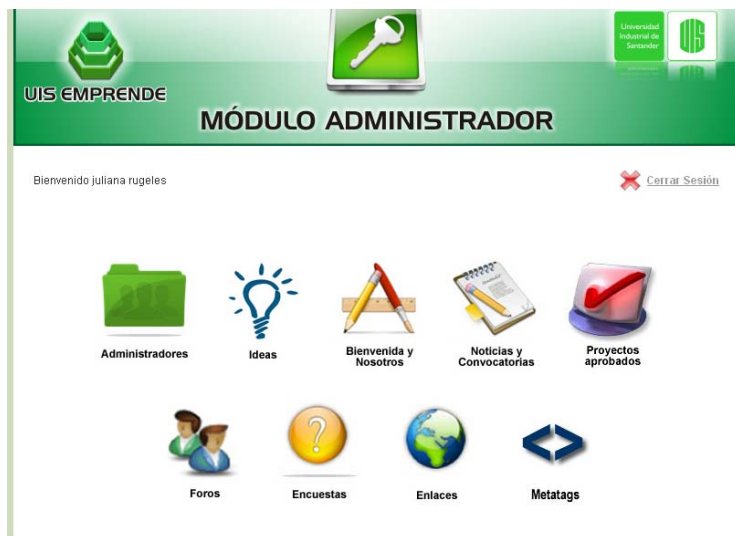 Universidad
Industrial de
Santander
UIS
UIS EMPRENDE
MÓDULO ADMINISTRADOR
Bienvenido juliana rugeles
Cerrar Sesión
Administradores
Ideas
Bienvenida y
Nosotros
Noticias y
Convocatorias
Proyectos
aprobados
Foros
Encuestas
Enlaces
Metatags